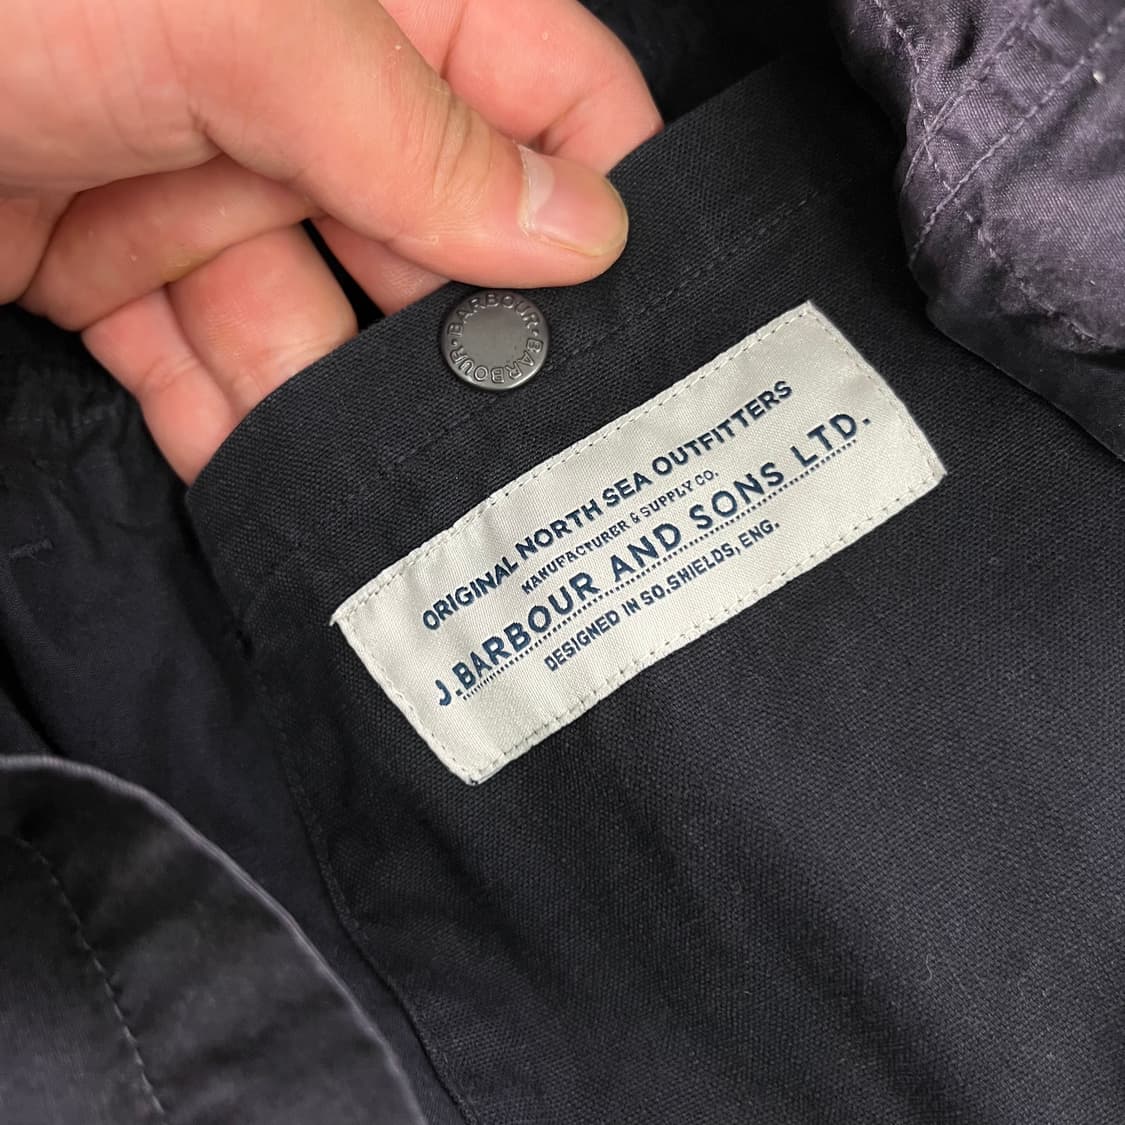 BARBOUR • BARBOUR •
ORIGINAL NORTH SEA OUTFITTERS
MANUFACTURER & SUPPLY CO.
J.BARBOUR AND SONS LTD.
DESIGNED IN SO.SHIELDS, ENG.